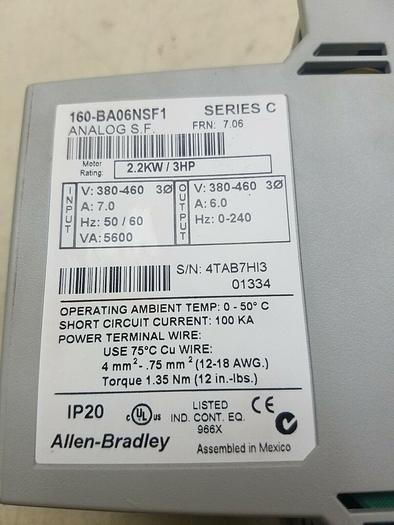 160-BA06NSF1 SERIES C
ANALOG S.F. FRN: 7.06
Motor Rating: 2.2KW / 3HP
INPUT
V: 380-460 3Ø
A: 7.0
Hz: 50 / 60
VA: 5600
OUTPUT
V: 380-460 3Ø
A: 6.0
Hz: 0-240
S/N: 4TAB7HI3
01334
OPERATING AMBIENT TEMP: 0 - 50° C
SHORT CIRCUIT CURRENT: 100 KA
POWER TERMINAL WIRE:
USE 75°C Cu WIRE:
4 mm²- .75 mm² (12-18 AWG.)
Torque 1.35 Nm (12 in.-lbs.)
IP20
c UL us
LISTED
IND. CONT. EQ.
966X
CE
Allen-Bradley
Assembled in Mexico